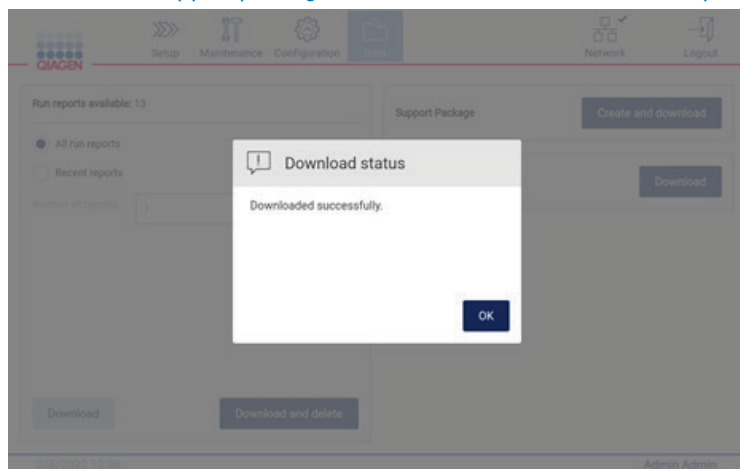 QIAGEN
Setup Maintenance Configuration Data Network Logout
Run reports available: 13
All run reports
Recent reports
Number of reports: 1
Support Package
Create and download
Download
Download status
Downloaded successfully.
OK
Download
Download and delete
Admin Admin